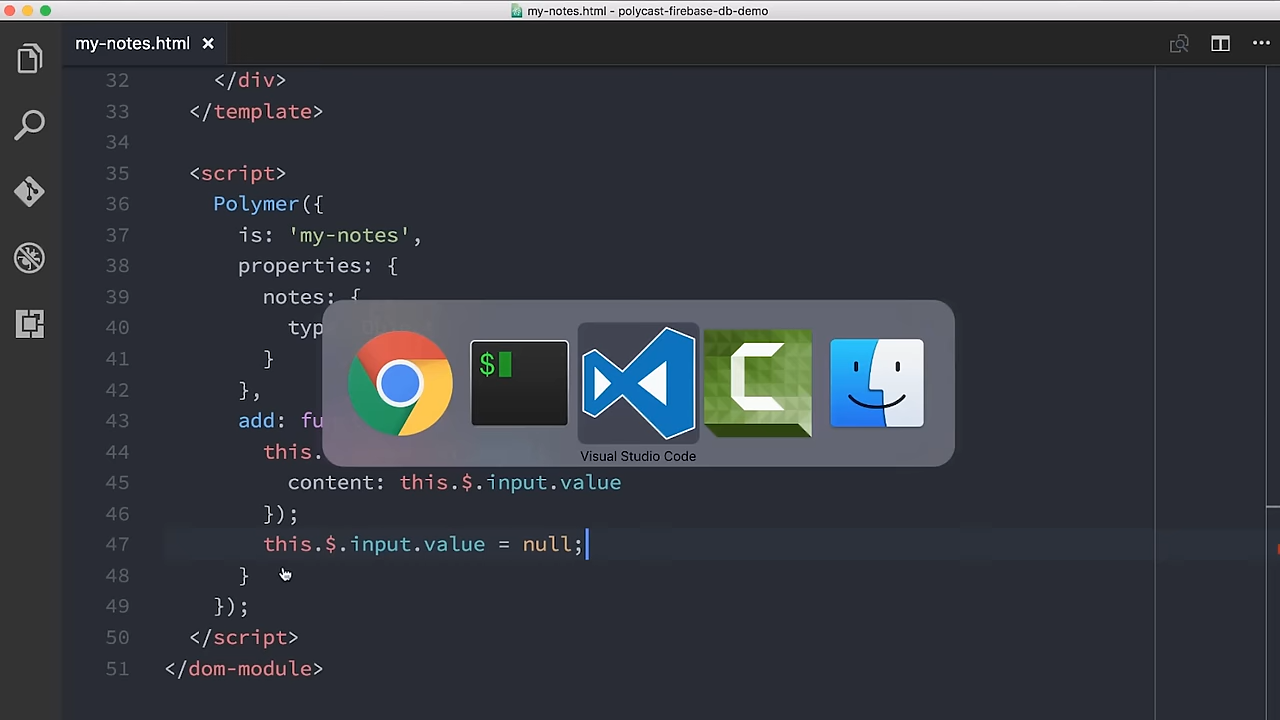 my-notes.html - polycast-firebase-db-demo
my-notes.html ×
32 </div>
33 </template>
34
35 <script>
36 Polymer({
37 is: 'my-notes',
38 properties: {
39 notes: {
40 typ
41 }
42 },
43 add: fu
44 this.
45 content: this.$.input.value
46 });
47 this.$.input.value = null;
48 }
49 });
50 </script>
51 </dom-module>
$
Visual Studio Code